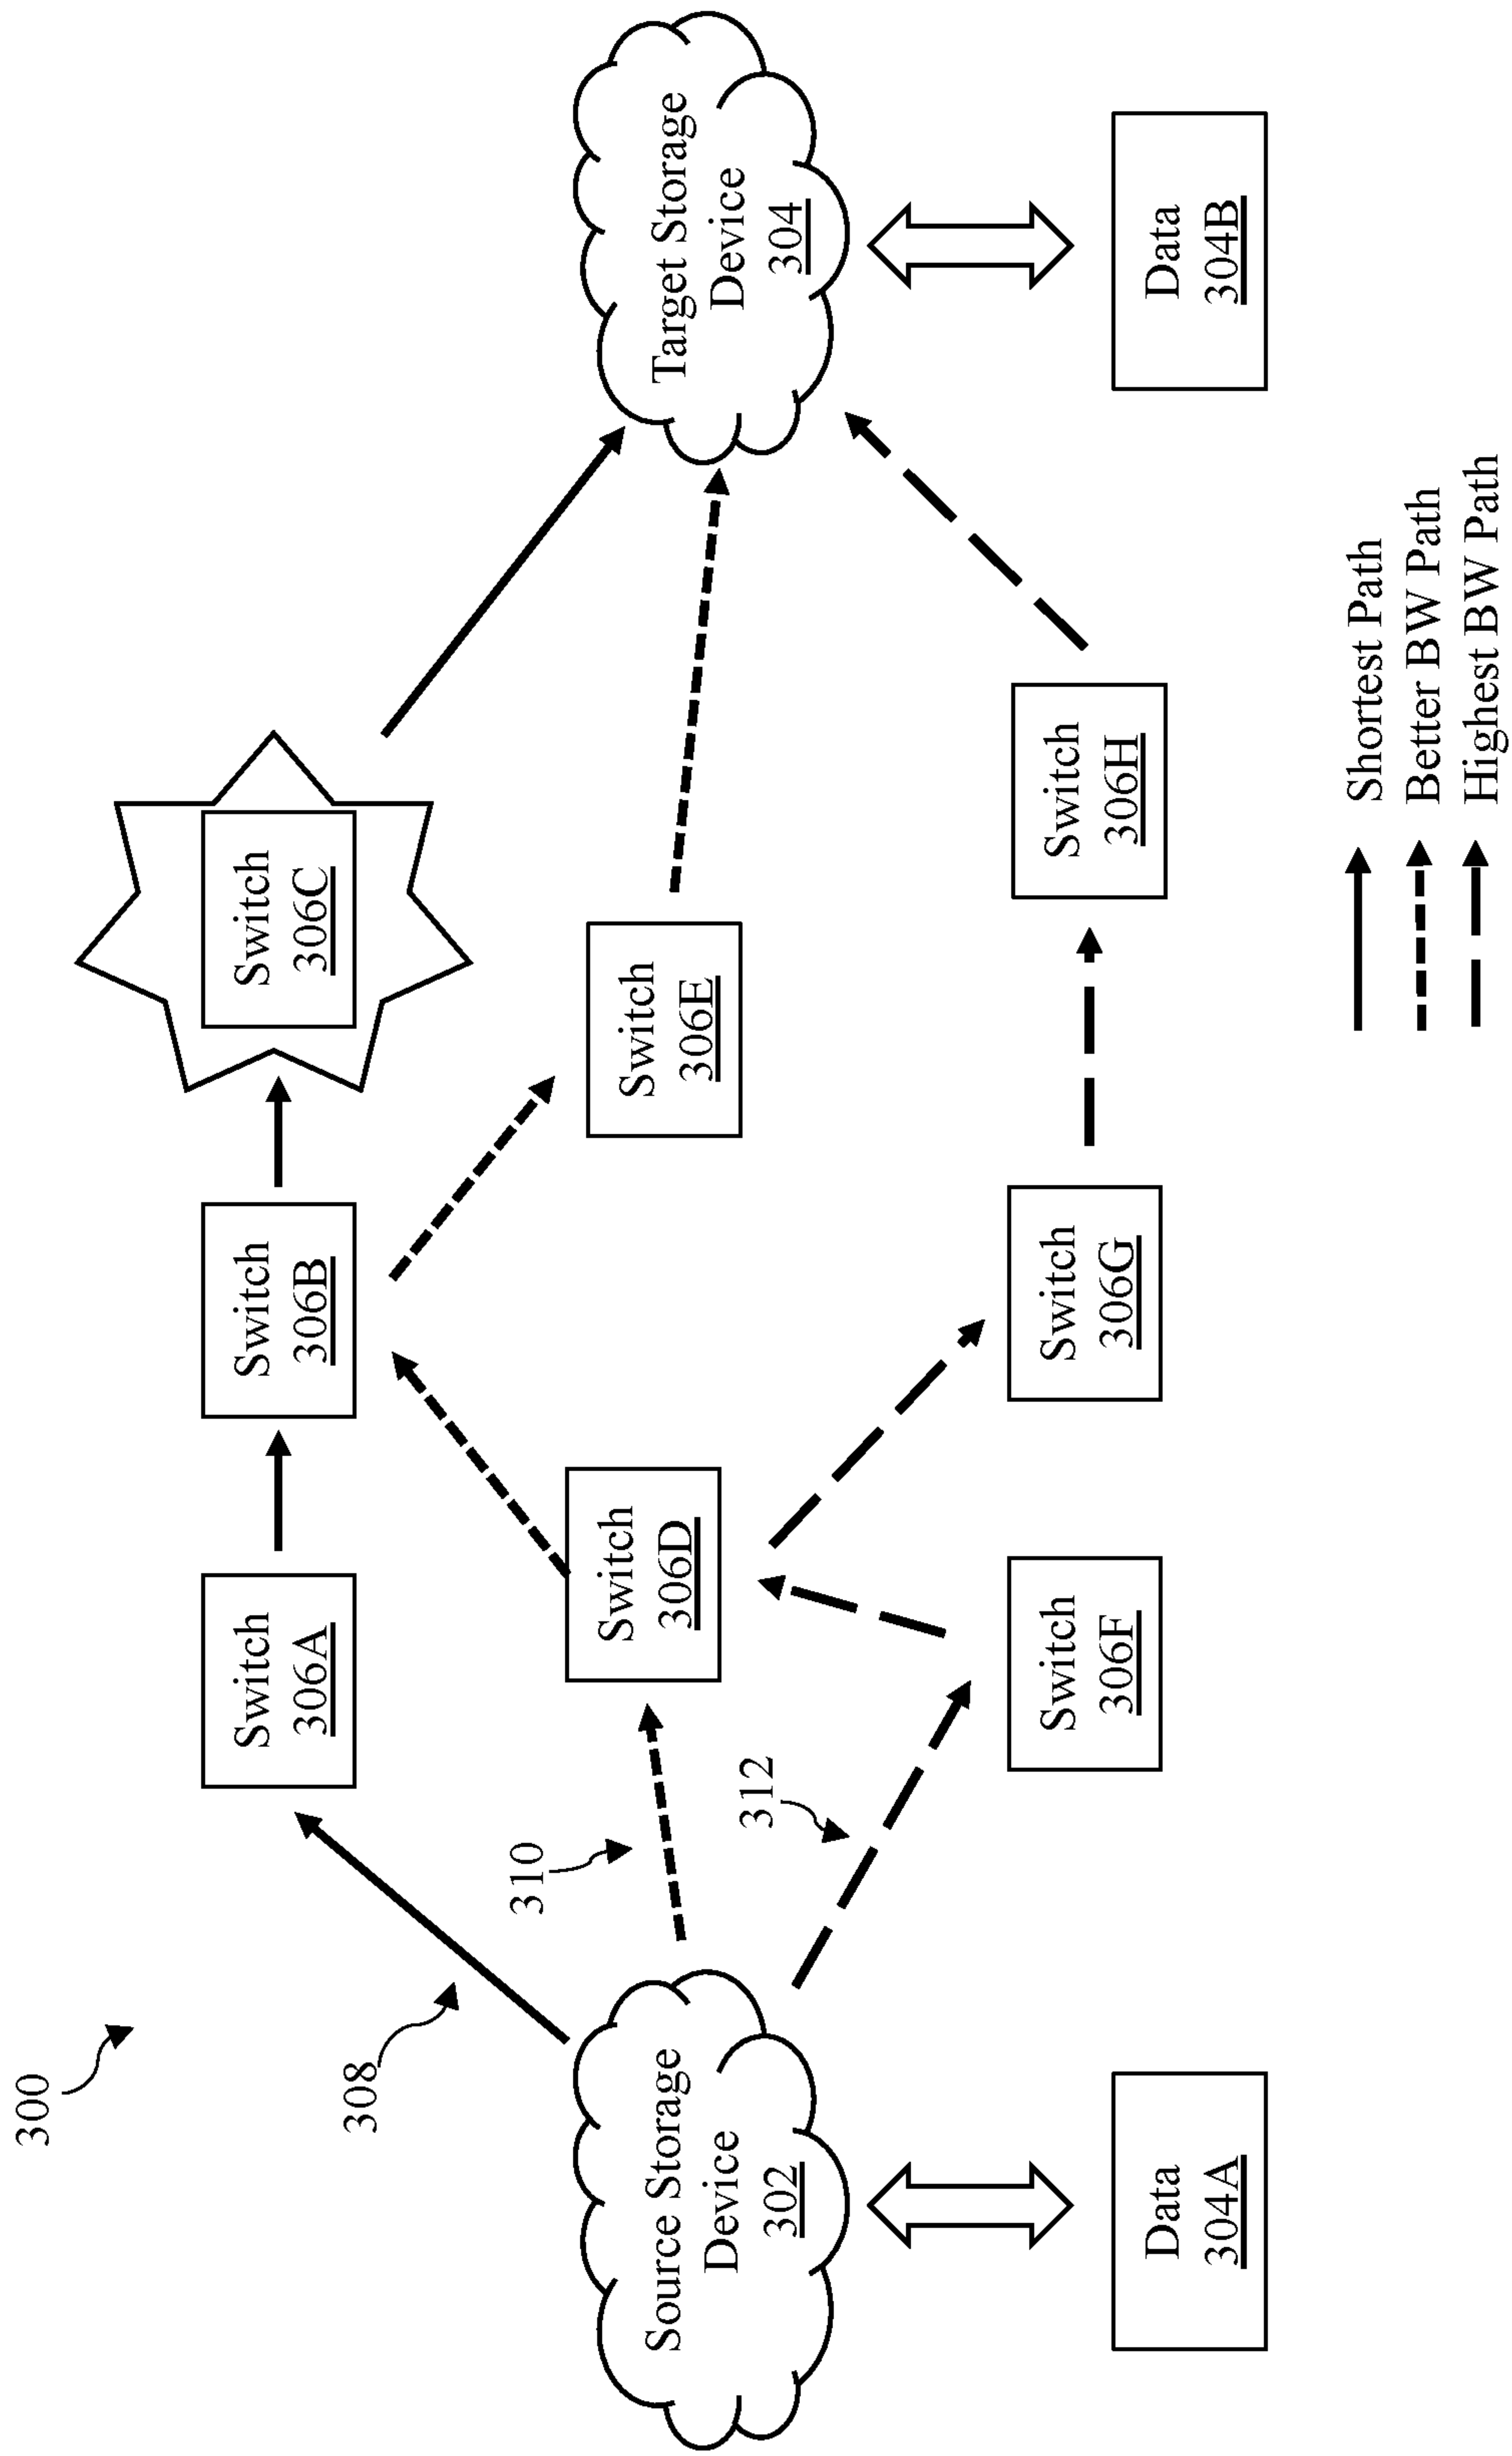 300
308
Switch
306A
Switch
306B
Switch
306C
310
Switch
306D
Switch
306E
Source Storage
Device
302
Target Storage
Device
304
312
Switch
306F
Switch
306G
Switch
306H
Data
304A
Data
304B
Shortest Path
Better BW Path
Highest BW Path